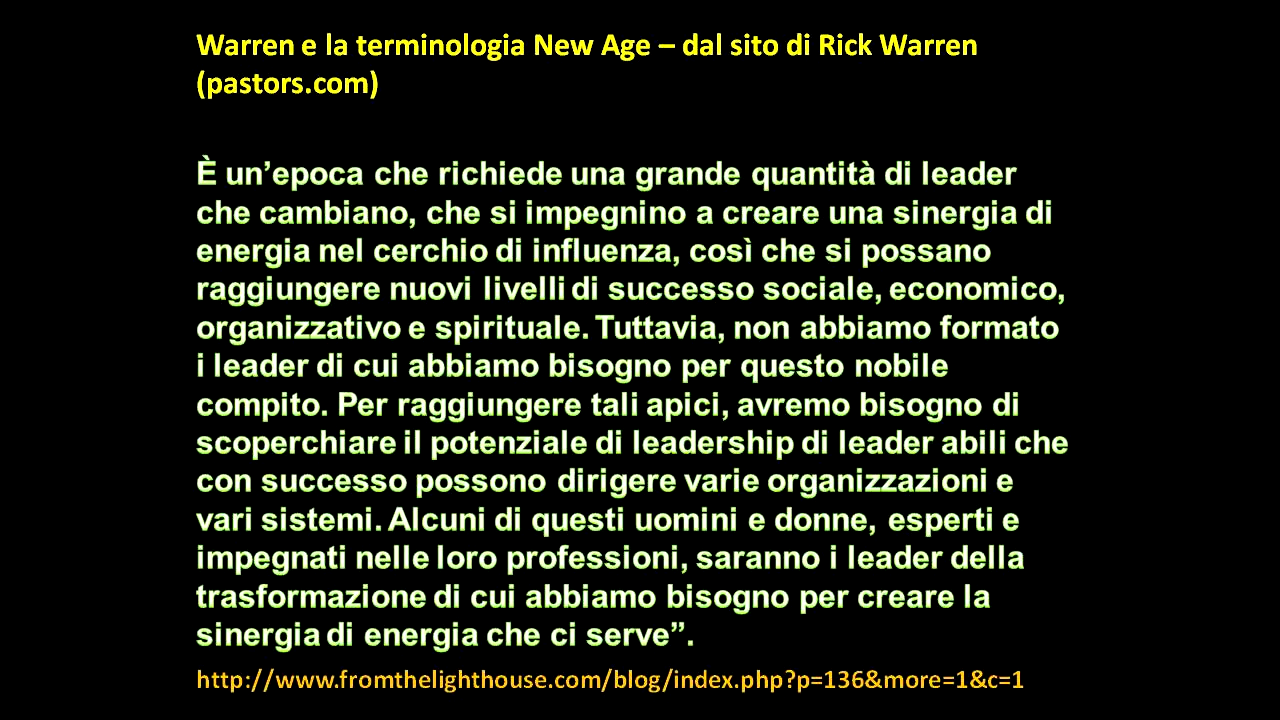 Warren e la terminologia New Age – dal sito di Rick Warren
(pastors.com)
È un’epoca che richiede una grande quantità di leader
che cambiano, che si impegnino a creare una sinergia di
energia nel cerchio di influenza, così che si possano
raggiungere nuovi livelli di successo sociale, economico,
organizzativo e spirituale. Tuttavia, non abbiamo formato
i leader di cui abbiamo bisogno per questo nobile
compito. Per raggiungere tali apici, avremo bisogno di
scoperchiare il potenziale di leadership di leader abili che
con successo possono dirigere varie organizzazioni e
vari sistemi. Alcuni di questi uomini e donne, esperti e
impegnati nelle loro professioni, saranno i leader della
trasformazione di cui abbiamo bisogno per creare la
sinergia di energia che ci serve”.
http://www.fromthelighthouse.com/blog/index.php?p=136&more=1&c=1